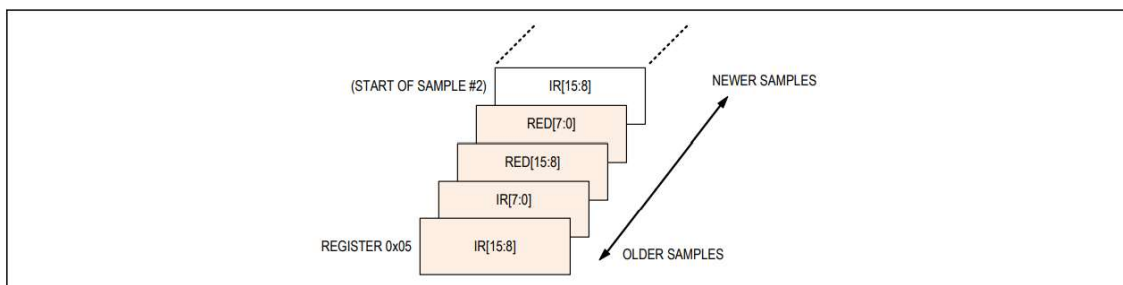 (START OF SAMPLE #2)
IR[15:8]
NEWER SAMPLES
RED[7:0]
RED[15:8]
IR[7:0]
REGISTER 0x05
IR[15:8]
OLDER SAMPLES